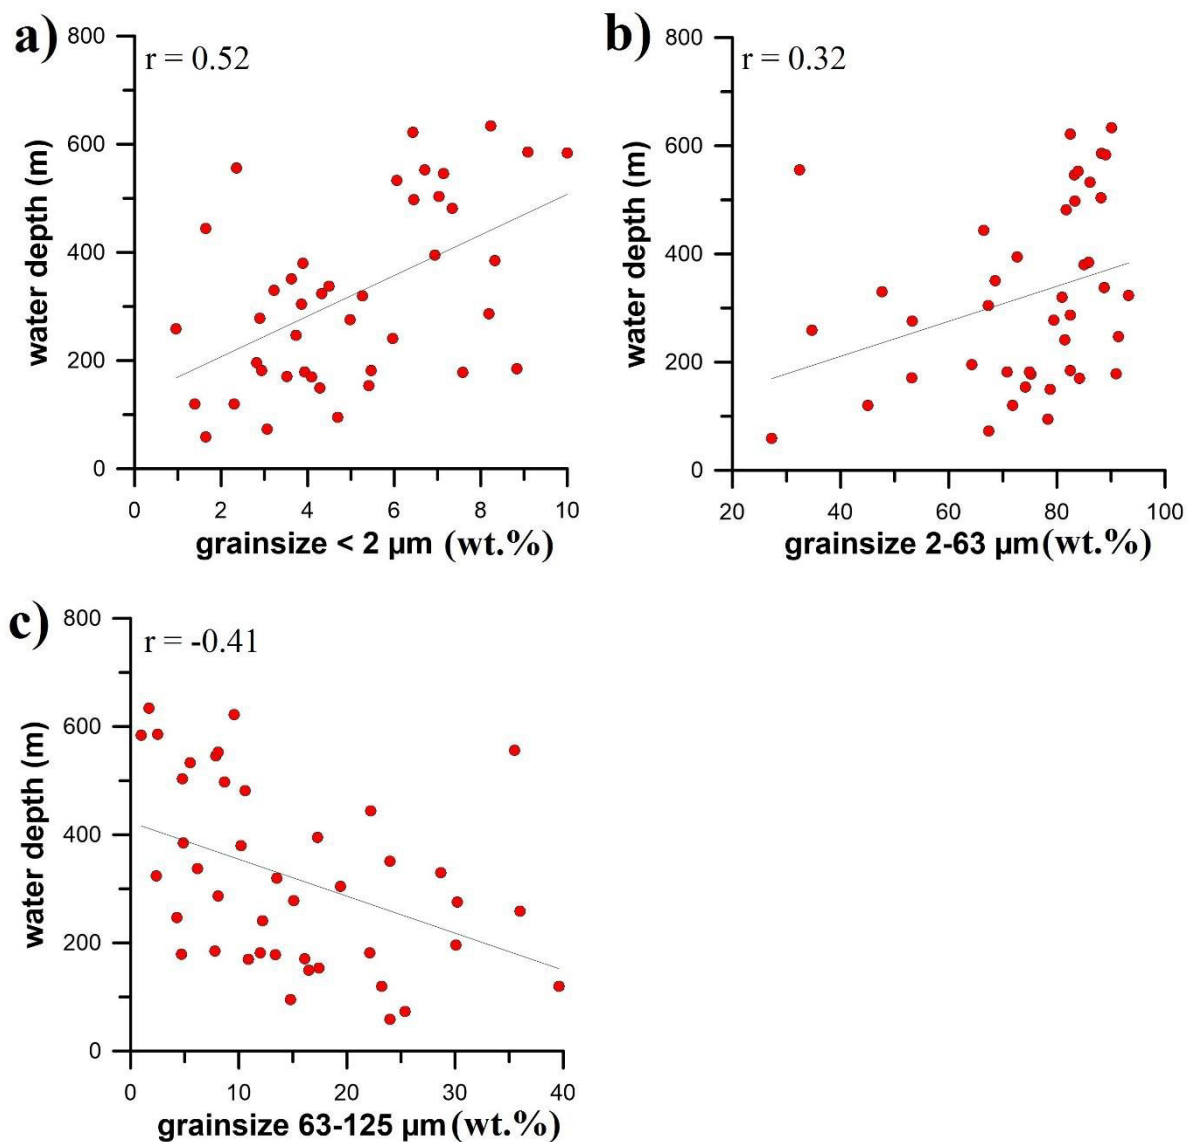 a)
r = 0.52
800
600
400
200
0
water depth (m)
0 2 4 6 8 10
grainsize < 2 µm (wt.%)
b)
r = 0.32
800
600
400
200
0
water depth (m)
20 40 60 80 100
grainsize 2-63 µm(wt.%)
c)
r = -0.41
800
600
400
200
0
water depth (m)
0 10 20 30 40
grainsize 63-125 µm(wt.%)